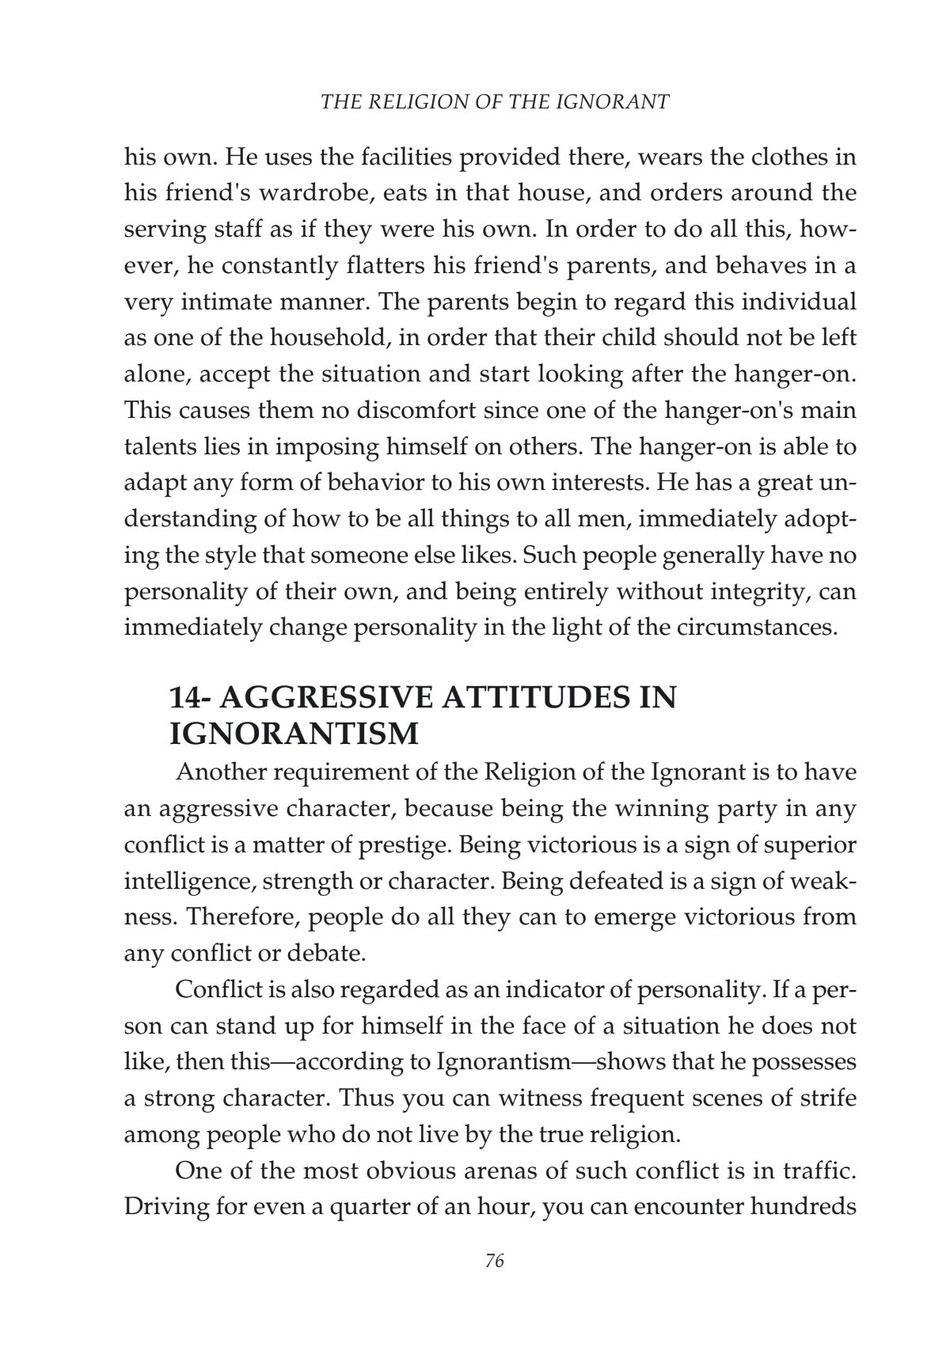 THE RELIGION OF THE IGNORANT
his own. He uses the facilities provided there, wears the clothes in
his friend's wardrobe, eats in that house, and orders around the
serving staff as if they were his own. In order to do all this, how-
ever, he constantly flatters his friend's parents, and behaves in a
very intimate manner. The parents begin to regard this individual
as one of the household, in order that their child should not be left
alone, accept the situation and start looking after the hanger-on.
This causes them no discomfort since one of the hanger-on's main
talents lies in imposing himself on others. The hanger-on is able to
adapt any form of behavior to his own interests. He has a great un-
derstanding of how to be all things to all men, immediately adopt-
ing the style that someone else likes. Such people generally have no
personality of their own, and being entirely without integrity, can
immediately change personality in the light of the circumstances.
14- AGGRESSIVE ATTITUDES IN
IGNORANTISM
Another requirement of the Religion of the Ignorant is to have
an aggressive character, because being the winning party in any
conflict is a matter of prestige. Being victorious is a sign of superior
intelligence, strength or character. Being defeated is a sign of weak-
ness. Therefore, people do all they can to emerge victorious from
any conflict or debate.
Conflict is also regarded as an indicator of personality. If a per-
son can stand up for himself in the face of a situation he does not
like, then this—according to Ignorantism—shows that he possesses
a strong character. Thus you can witness frequent scenes of strife
among people who do not live by the true religion.
One of the most obvious arenas of such conflict is in traffic.
Driving for even a quarter of an hour, you can encounter hundreds
76